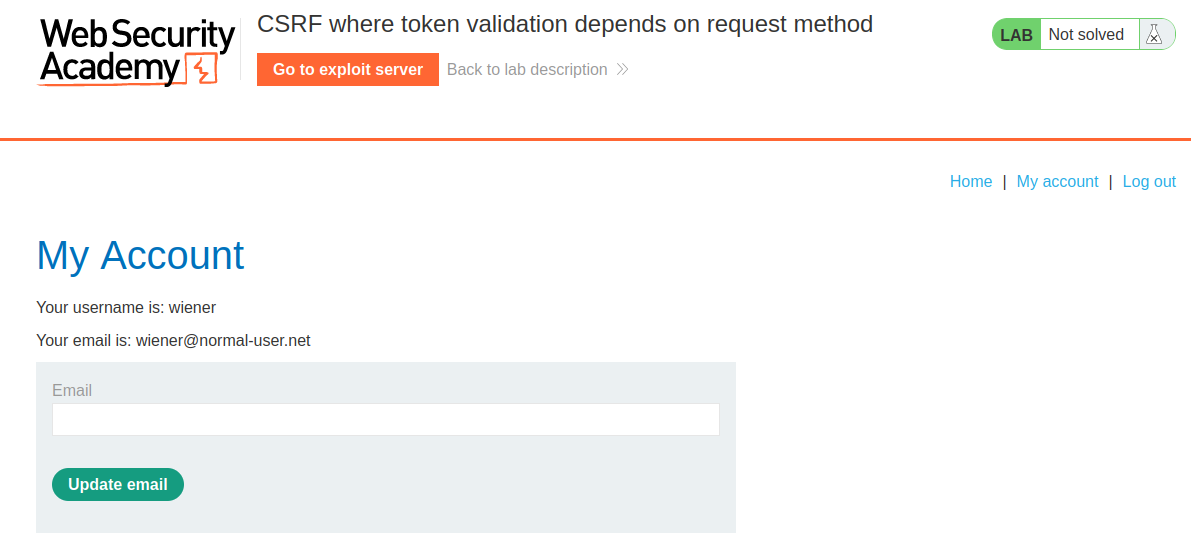 Web Security
Academy
CSRF where token validation depends on request method
Go to exploit server
Back to lab description
LAB
Not solved
Home | My account | Log out
My Account
Your username is: wiener
Your email is: wiener@normal-user.net
Email
Update email